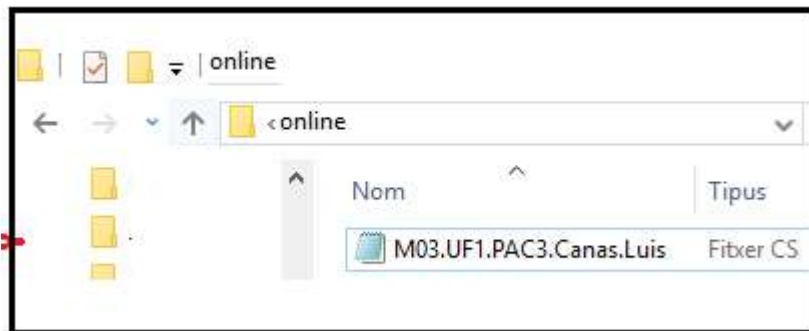 online
‹ online
Nom Tipus
M03.UF1.PAC3.Canas.Luis Fitxer CS